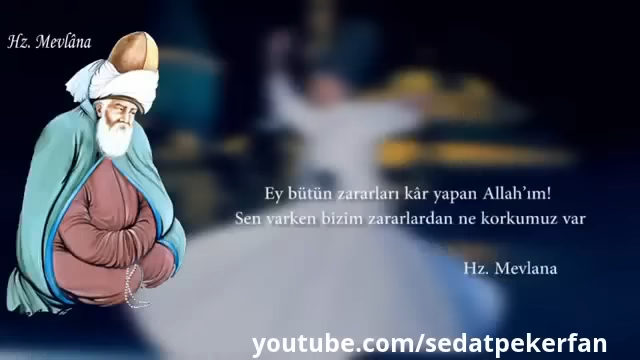 Hz. Mevlâna
Ey bütün zararları kâr yapan Allah'ım!
Sen varken bizim zararlardan ne korkumuz var
Hz. Mevlana
youtube.com/sedatpekerfan